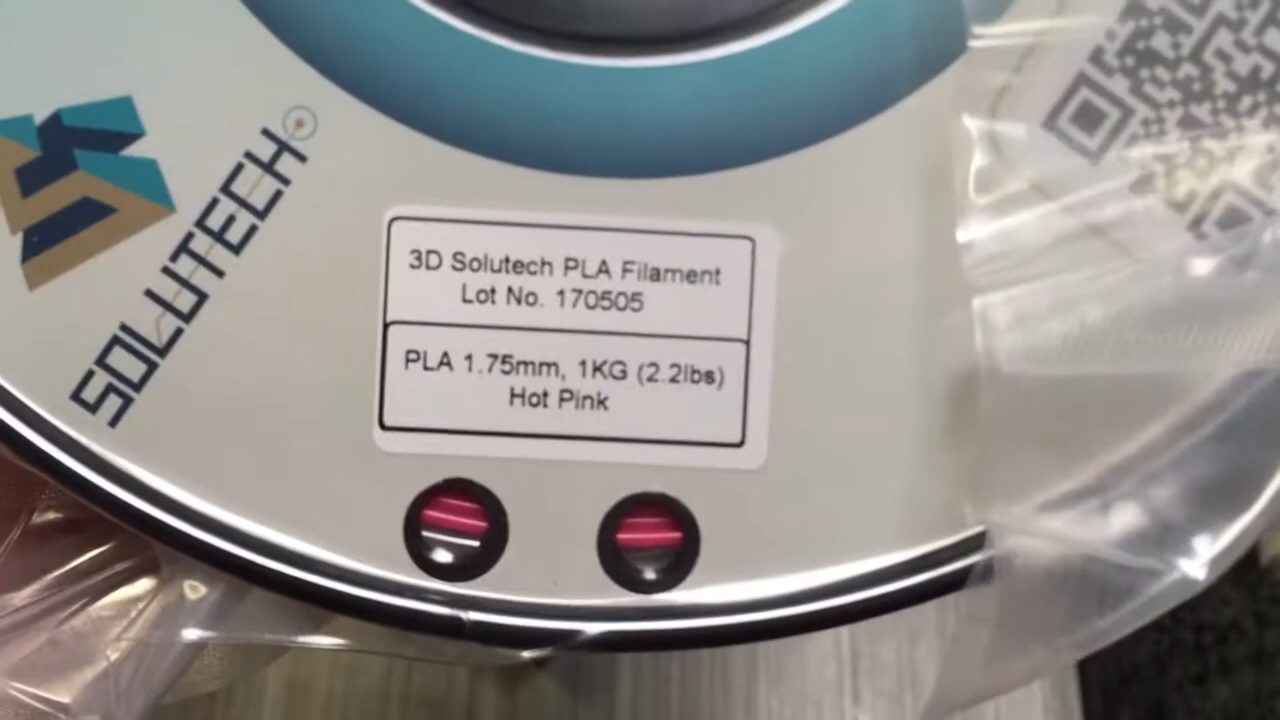 SOLUTECH
3D Solutech PLA Filament
Lot No. 170505
PLA 1.75mm, 1KG (2.2lbs)
Hot Pink